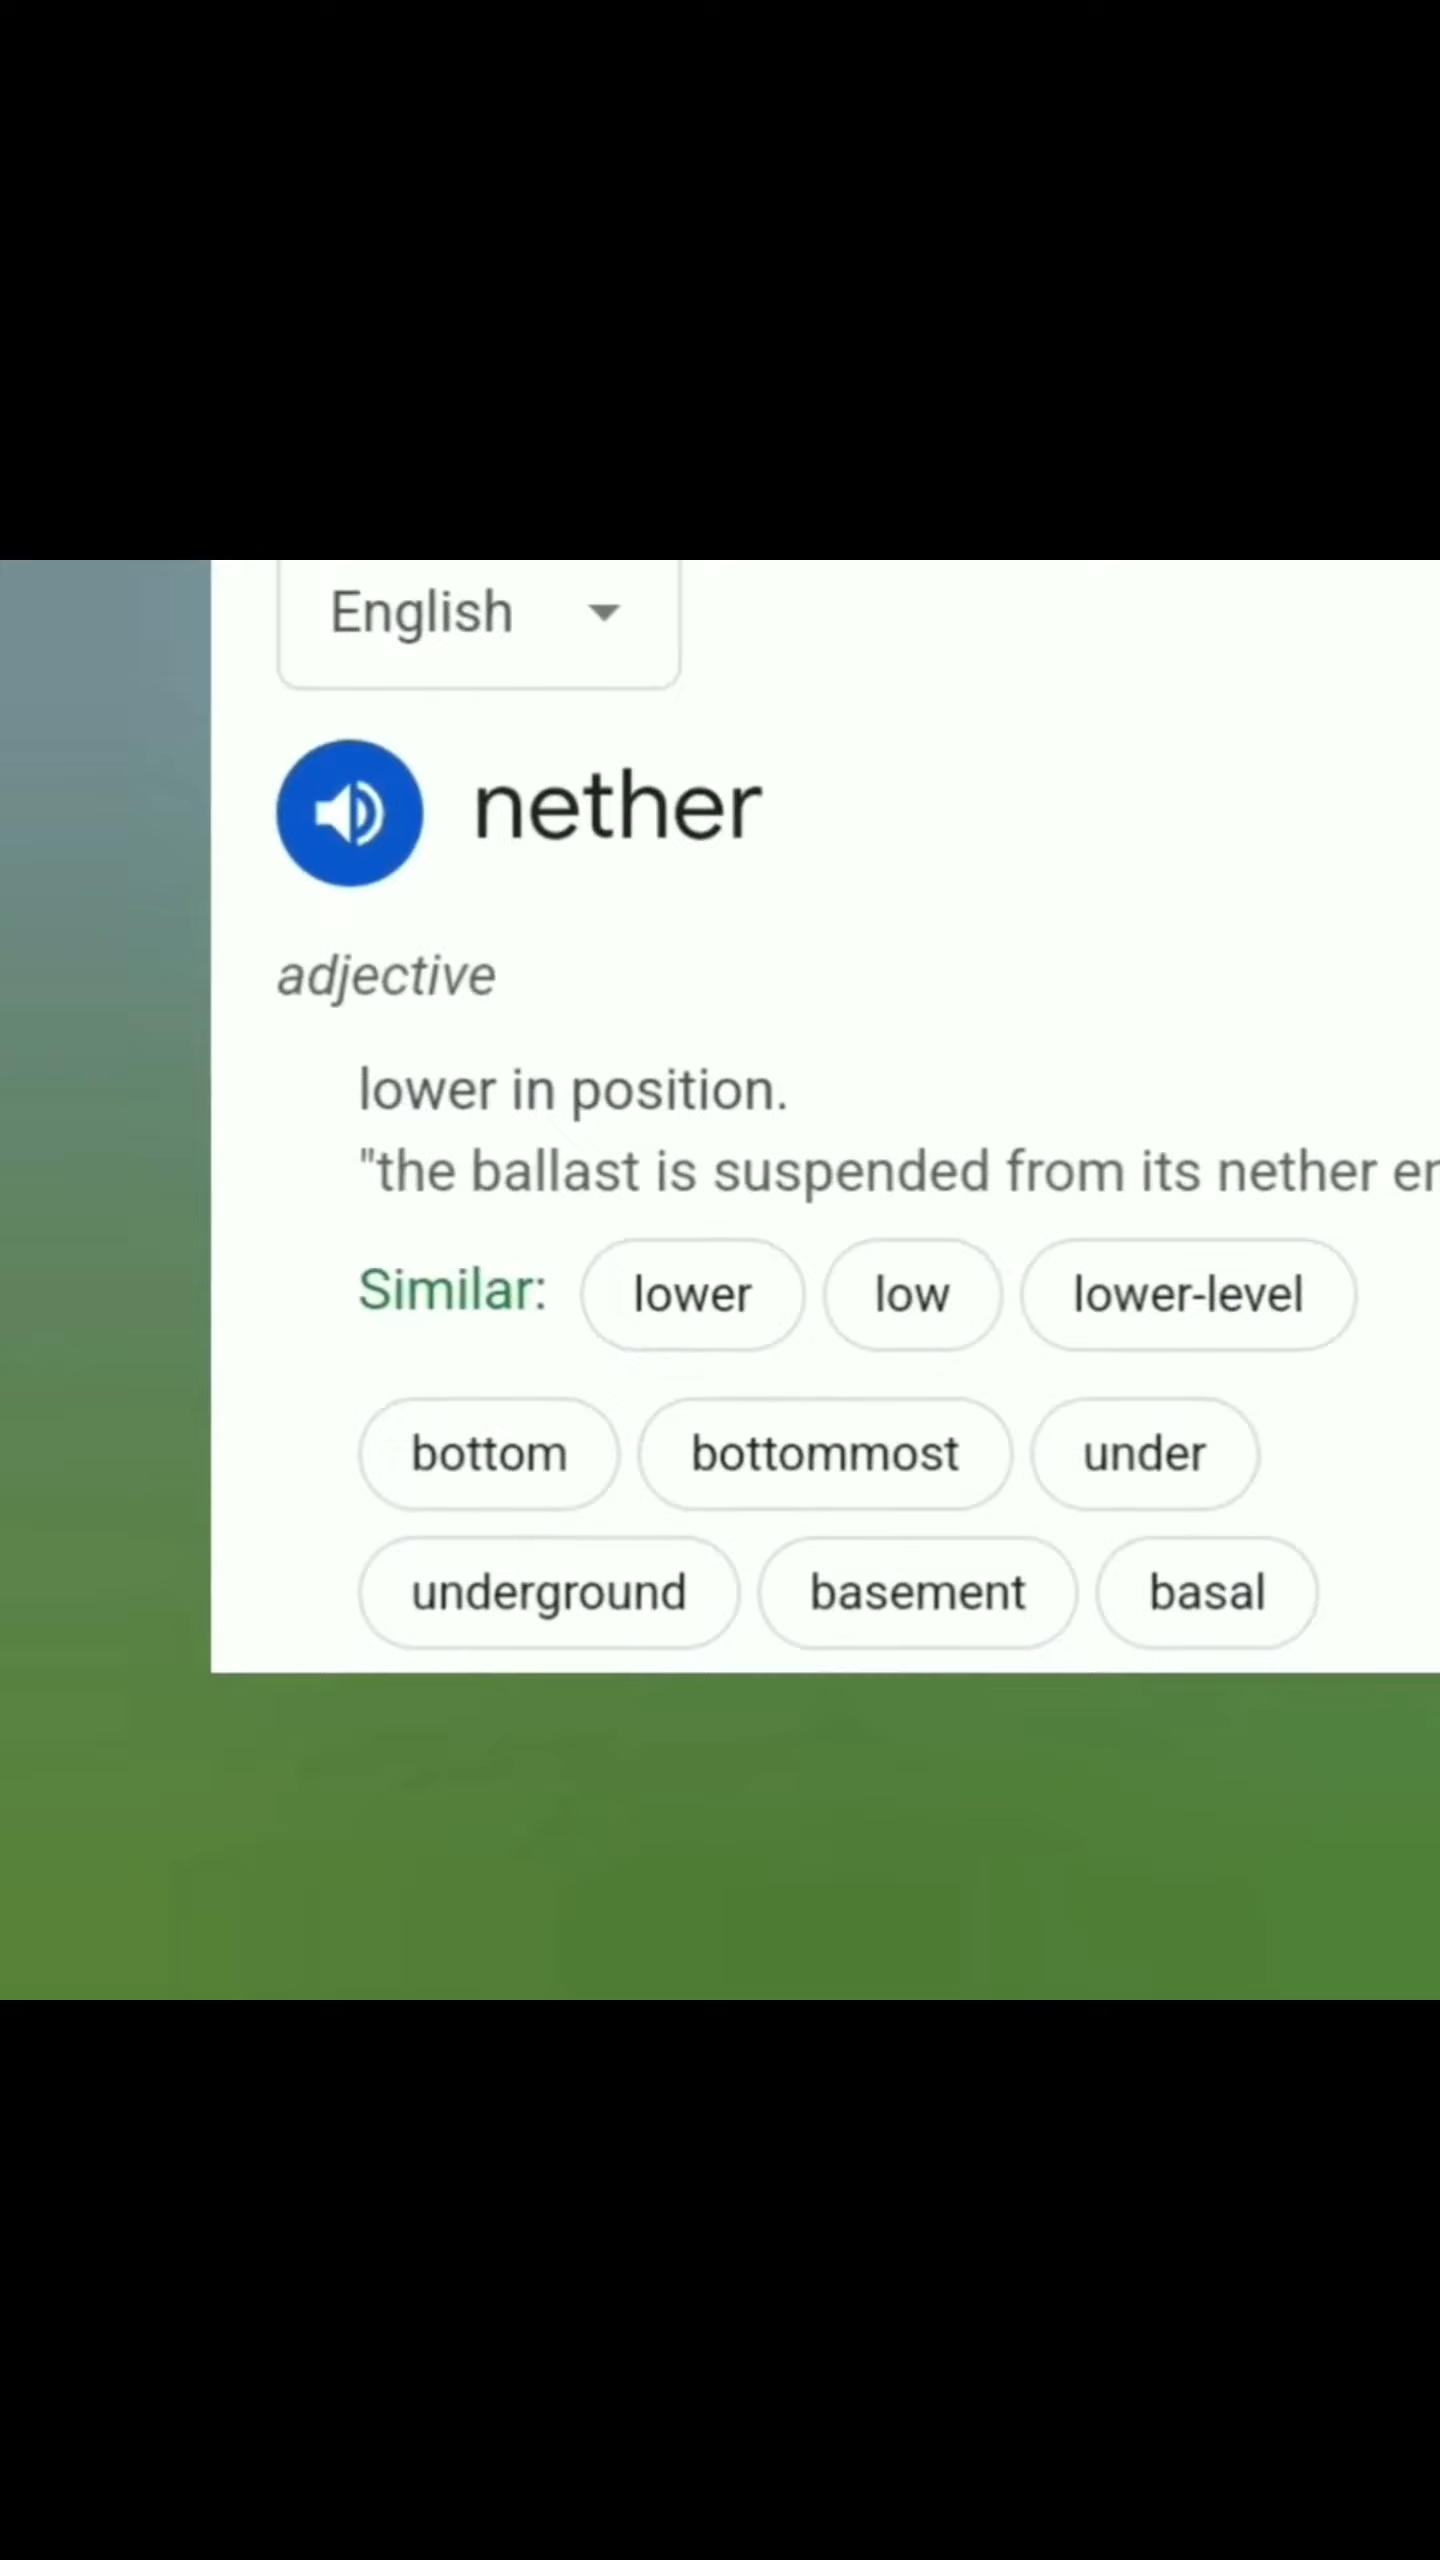 English
nether
adjective
lower in position.
"the ballast is suspended from its nether
Similar: lower low lower-level
bottom bottommost under
underground basement basal